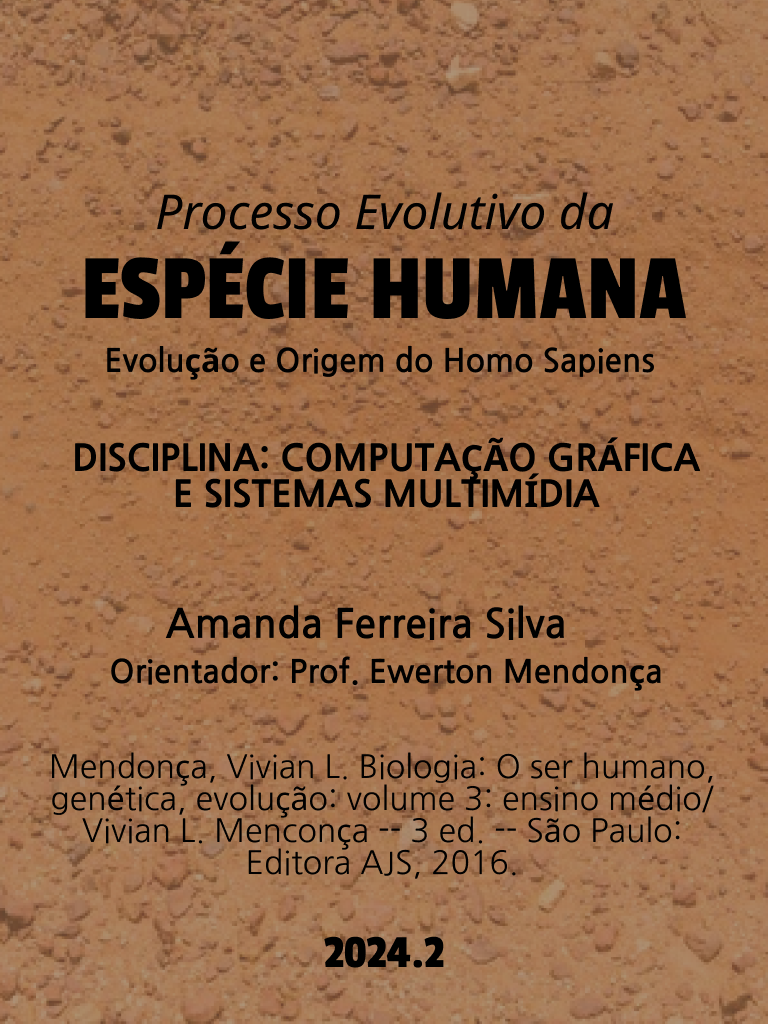 Processo Evolutivo da
ESPÉCIE HUMANA
Evolução e Origem do Homo Sapiens
DISCIPLINA: COMPUTAÇÃO GRÁFICA
E SISTEMAS MULTIMÍDIA
Amanda Ferreira Silva
Orientador: Prof. Ewerton Mendonça
Mendonça, Vivian L. Biologia: O ser humano,
genética, evolução: volume 3: ensino médio/
Vivian L. Menconça -- 3 ed. -- São Paulo:
Editora AJS, 2016.
2024.2